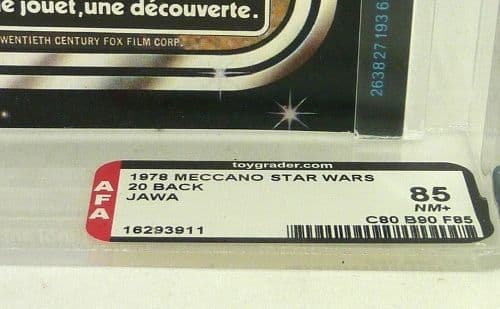 e jouet, une découverte.
WENTIETH CENTURY FOX FILM CORP.
2638271936
toygrader.com
AFA
1978 MECCANO STAR WARS
20 BACK
JAWA
85
NM+
C80 B90 F85
16293911